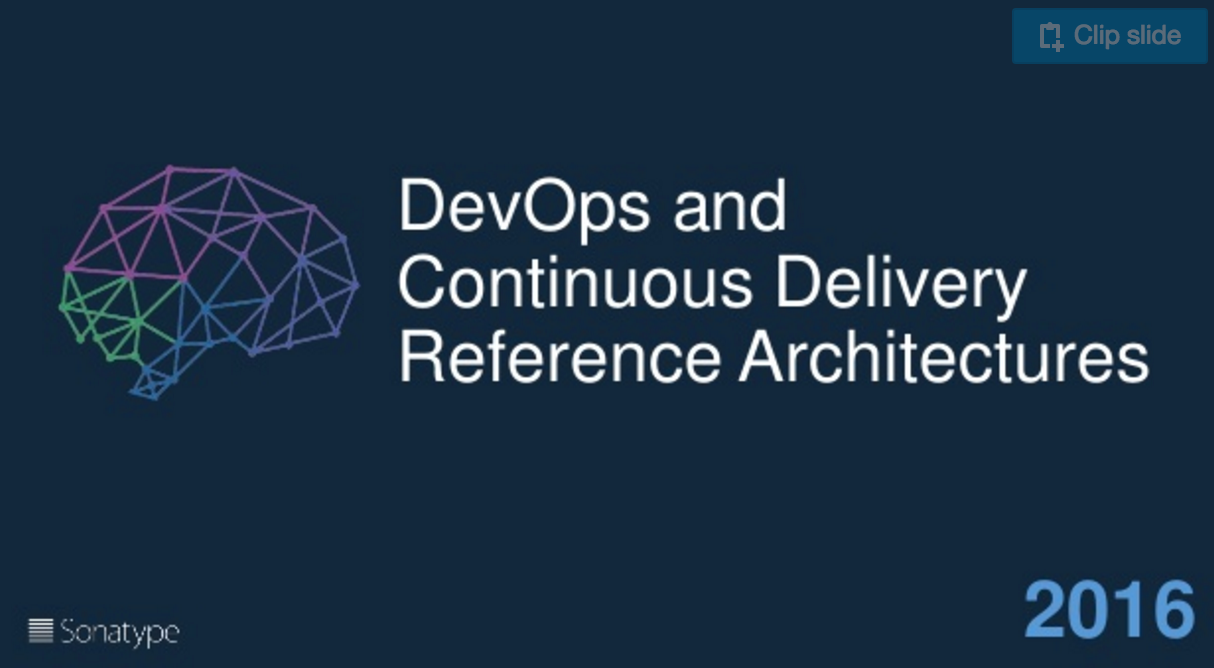 Clip slide
DevOps and
Continuous Delivery
Reference Architectures
Sonatype
2016